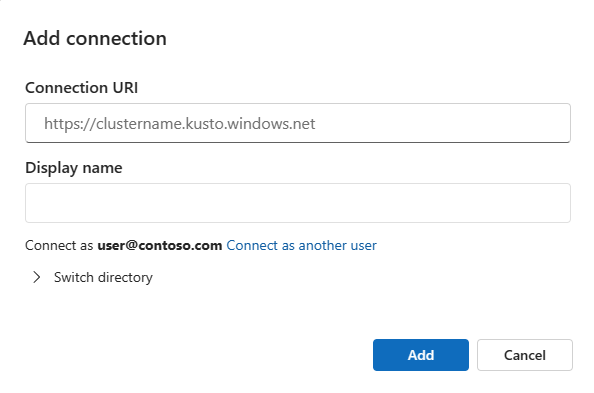 Add connection
Connection URI
https://clustername.kusto.windows.net
Display name
Connect as user@contoso.com Connect as another user
Switch directory
Add Cancel